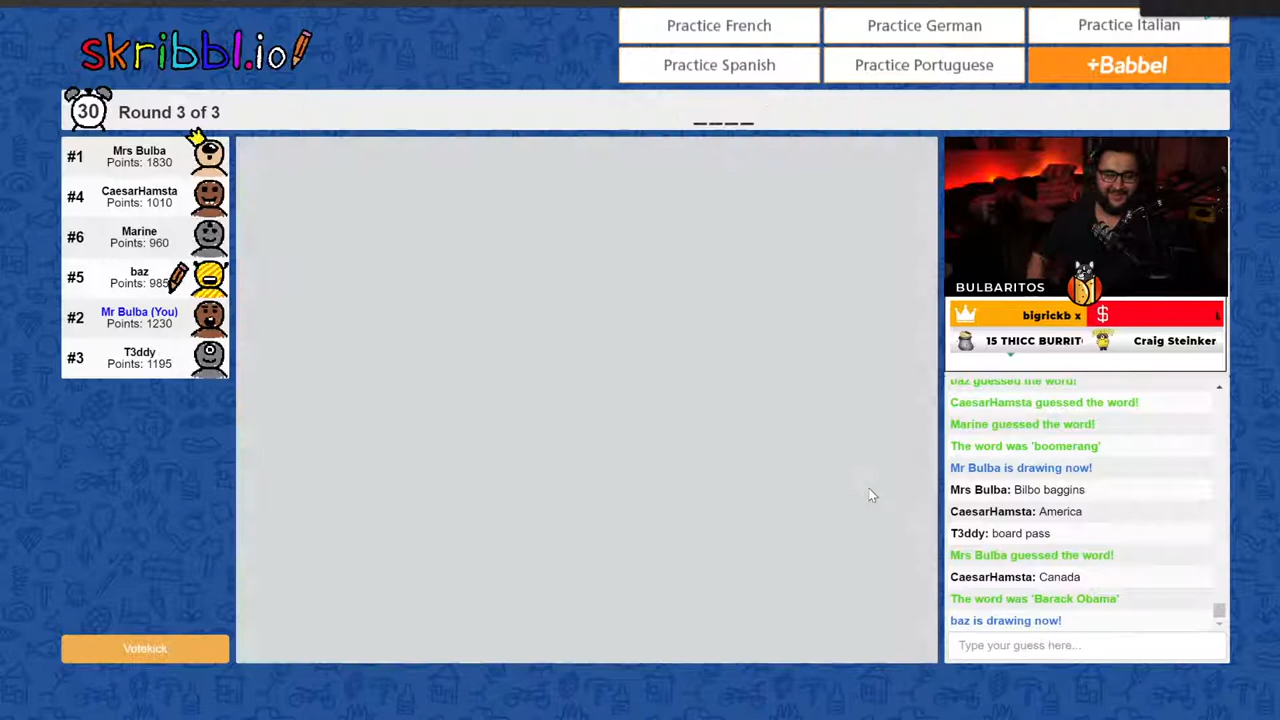 skribbl.io
Practice French
Practice German
Practice Italian
Practice Spanish
Practice Portuguese
+Babbel
30
Round 3 of 3
____
#1
Mrs Bulba
Points: 1830
#4
CaesarHamsta
Points: 1010
#6
Marine
Points: 960
#5
baz
Points: 985
#2
Mr Bulba (You)
Points: 1230
#3
T3ddy
Points: 1195
Votekick
BULBARITOS
bigrickb x
$
15 THICC BURRIT
Craig Steinker
baz guessed the word!
CaesarHamsta guessed the word!
Marine guessed the word!
The word was 'boomerang'
Mr Bulba is drawing now!
Mrs Bulba: Bilbo baggins
CaesarHamsta: America
T3ddy: board pass
Mrs Bulba guessed the word!
CaesarHamsta: Canada
The word was 'Barack Obama'
baz is drawing now!
Type your guess here...